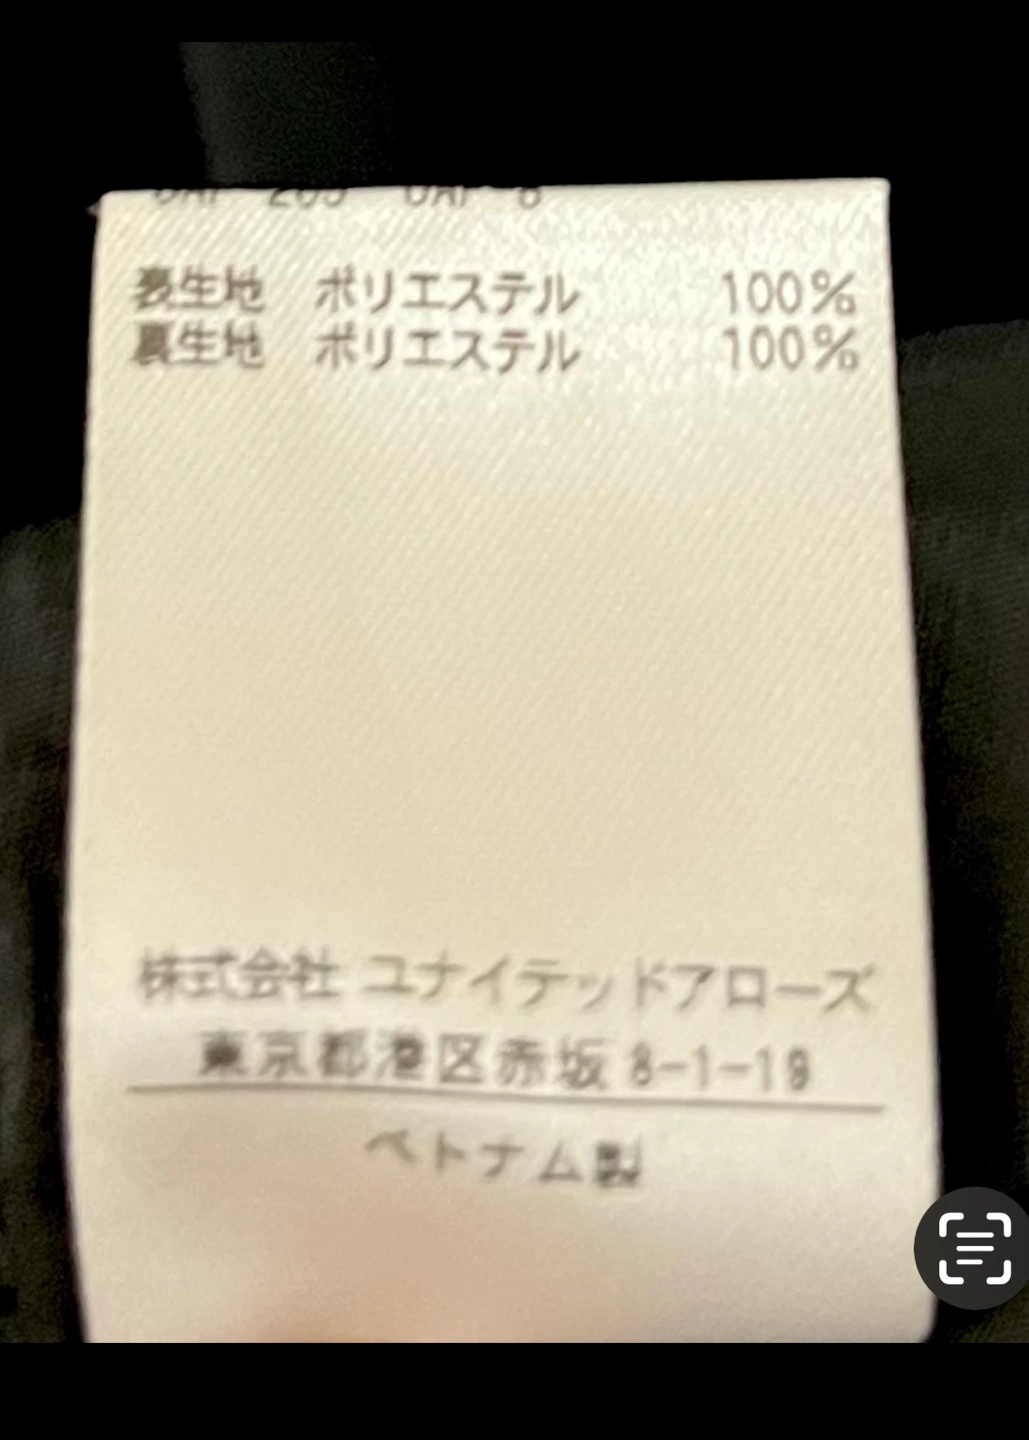 表生地 ポリエステル 100%
裏生地 ポリエステル 100%
株式会社 ユナイテッドアローズ
東京都港区赤坂 8-1-19
ベトナム製